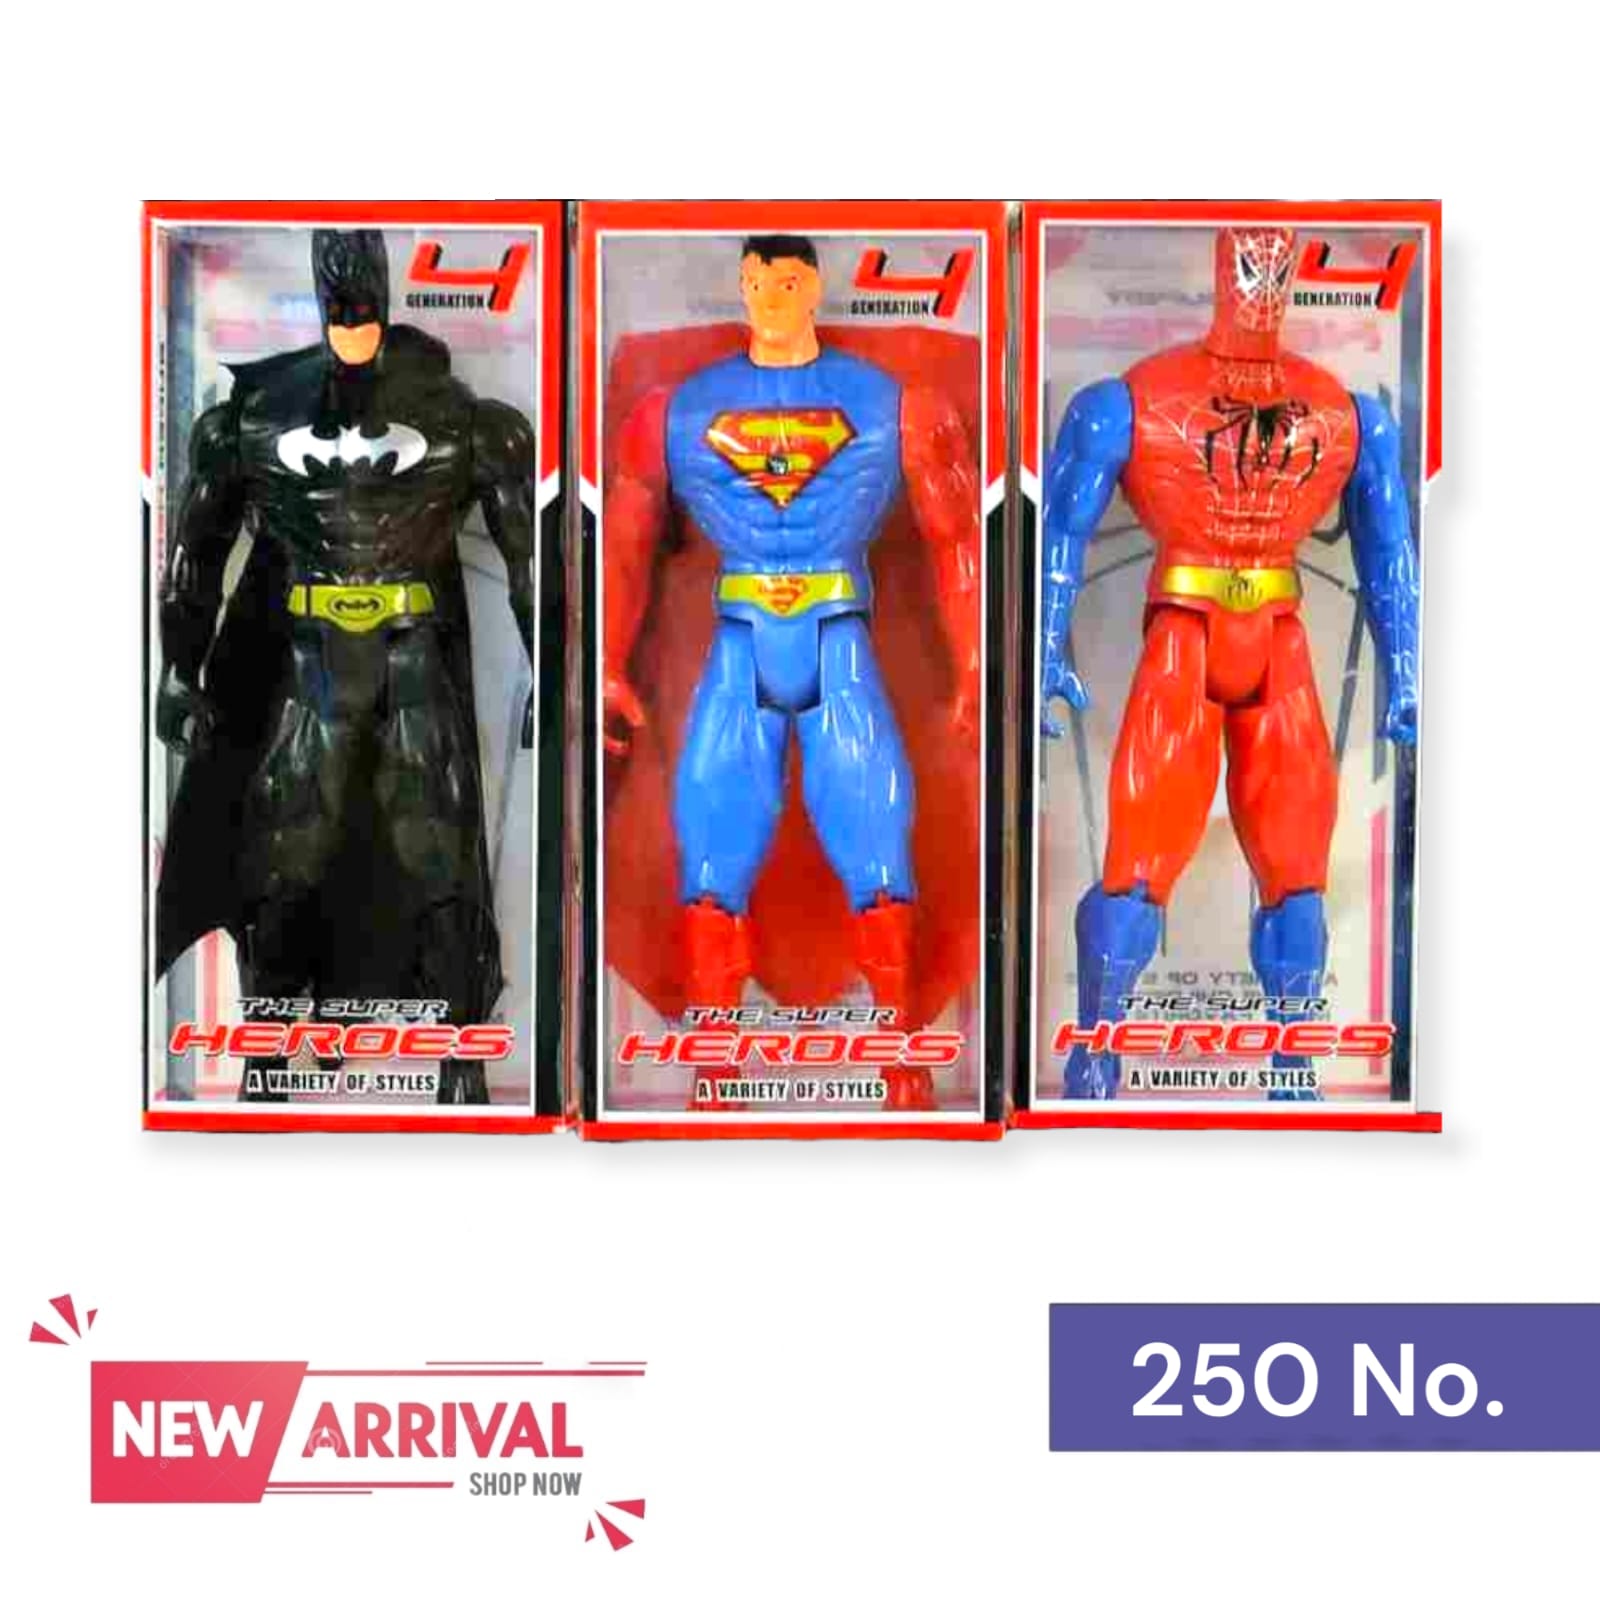 4
GENERATION
THE SUPER
HEROES
A VARIETY OF STYLES
4
GENERATION
THE SUPER
HEROES
A VARIETY OF STYLES
4
GENERATION
THE SUPER
HEROES
A VARIETY OF STYLES
NEW ARRIVAL
SHOP NOW
250 No.